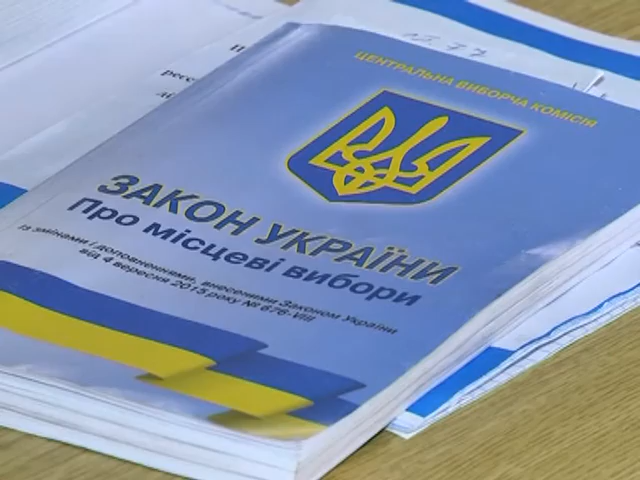 ЦЕНТРАЛЬНА ВИБОРЧА КОМІСІЯ
ЗАКОН УКРАЇНИ
Про місцеві вибори
із змінами і доповненнями, внесеними Законом України
від 4 вересня 2015 року № 676-VIII